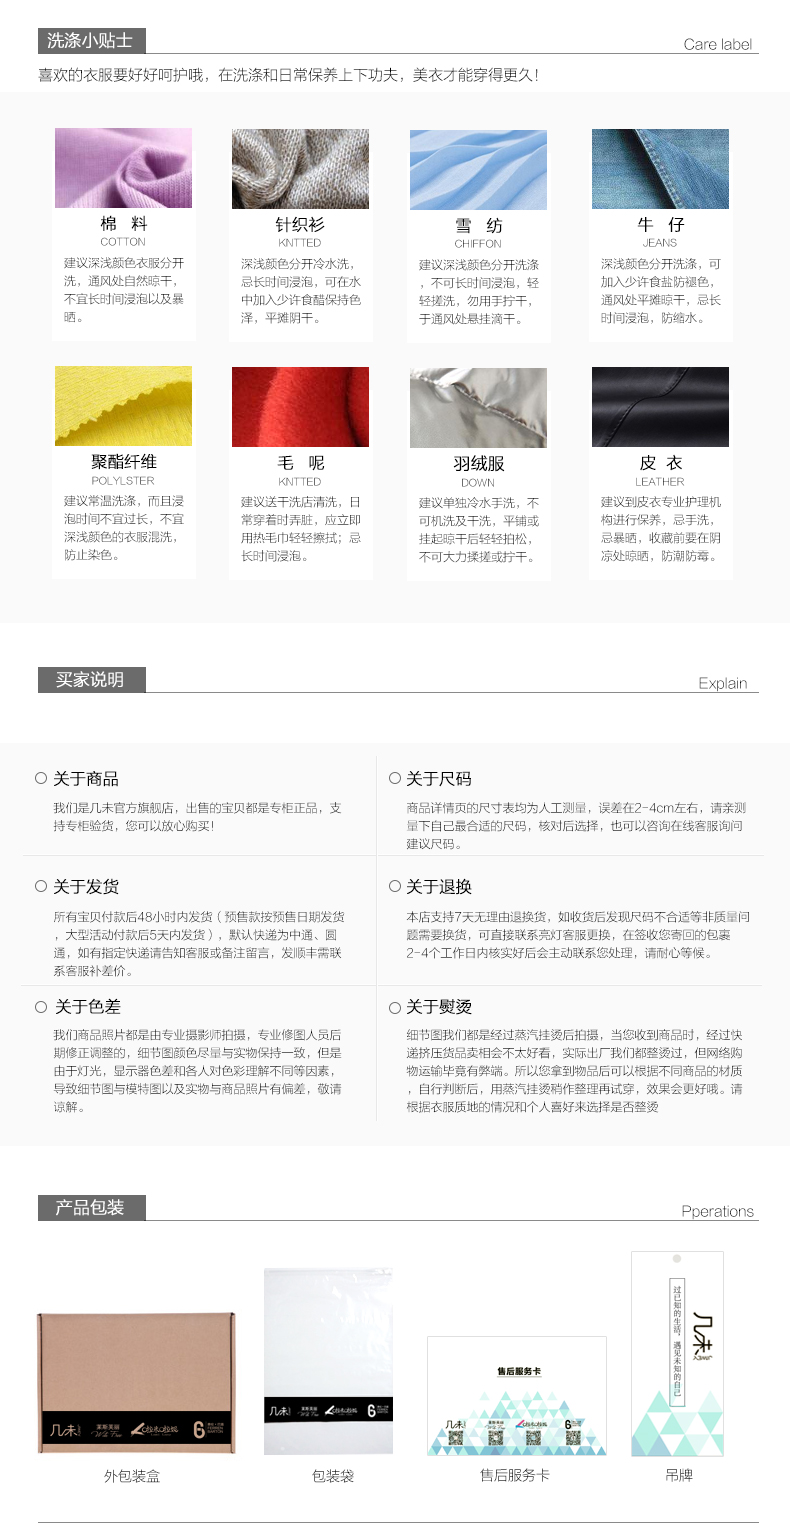 洗涤小贴士
Care label
喜欢的衣服要好好呵护哦，在洗涤和日常保养上下功夫，美衣才能穿得更久！
棉 料
COTTON
建议深浅颜色衣服分开
洗，通风处自然晾干，
不宜长时间浸泡以及暴
晒。
针织衫
KNTTED
深浅颜色分开冷水洗，
忌长时间浸泡，可在水
中加入少许食醋保持色
泽，平摊阴干。
雪 纺
CHIFFON
建议深浅颜色分开洗涤
，不可长时间浸泡，轻
轻搓洗，勿用手拧干，
于通风处悬挂滴干。
牛 仔
JEANS
深浅颜色分开洗涤，可
加入少许食盐防褪色，
通风处平摊晾干，忌长
时间浸泡，防缩水。
聚酯纤维
POLYLSTER
建议常温洗涤，而且浸
泡时间不宜过长，不宜
深浅颜色的衣服混洗，
防止染色。
毛 呢
KNTTED
建议送干洗店清洗，日
常穿着时弄脏，应立即
用热毛巾轻轻擦拭；忌
长时间浸泡。
羽绒服
DOWN
建议单独冷水手洗，不
可机洗及干洗，平铺或
挂起晾干后轻轻拍松，
不可大力揉搓或拧干。
皮 衣
LEATHER
建议到皮衣专业护理机
构进行保养，忌手洗，
忌暴晒，收藏前要在阴
凉处晾晒，防潮防霉。
买家说明
Explain
关于商品
我们是几未官方旗舰店，出售的宝贝都是专柜正品，支
持专柜验货，您可以放心购买！
关于尺码
商品详情页的尺寸表均为人工测量，误差在2-4cm左右，请亲测
量下自己最合适的尺码，核对后选择，也可以咨询在线客服询问
建议尺码。
关于发货
所有宝贝付款后48小时内发货（预售款按预售日期发货
，大型活动付款后5天内发货），默认快递为中通、圆
通，如有指定快递请告知客服或备注留言，发顺丰需联
系客服补差价。
关于退换
本店支持7天无理由退换货，如收货后发现尺码不合适等非质量问
题需要换货，可直接联系亮灯客服更换，在签收您寄回的包裹
2-4个工作日内核实好后会主动联系您处理，请耐心等候。
关于色差
我们商品照片都是由专业摄影师拍摄，专业修图人员后
期修正调整的，细节图颜色尽量与实物保持一致，但是
由于灯光，显示器色差和各人对色彩理解不同等因素，
导致细节图与模特图以及实物与商品照片有偏差，敬请
谅解。
关于熨烫
细节图我们都是经过蒸汽挂烫后拍摄，当您收到商品时，经过快
递挤压货品卖相会不太好看，实际出厂我们都整烫过，但网络购
物运输毕竟有弊端。所以您拿到物品后可以根据不同商品的材质
，自行判断后，用蒸汽挂烫稍作整理再试穿，效果会更好哦。请
根据衣服质地的情况和个人喜好来选择是否整烫
产品包装
Pperations
几未
6
几未
6
售后服务卡
几未
6
过已知的生活，遇见未知的自己
几未
外包装盒
包装袋
售后服务卡
吊牌